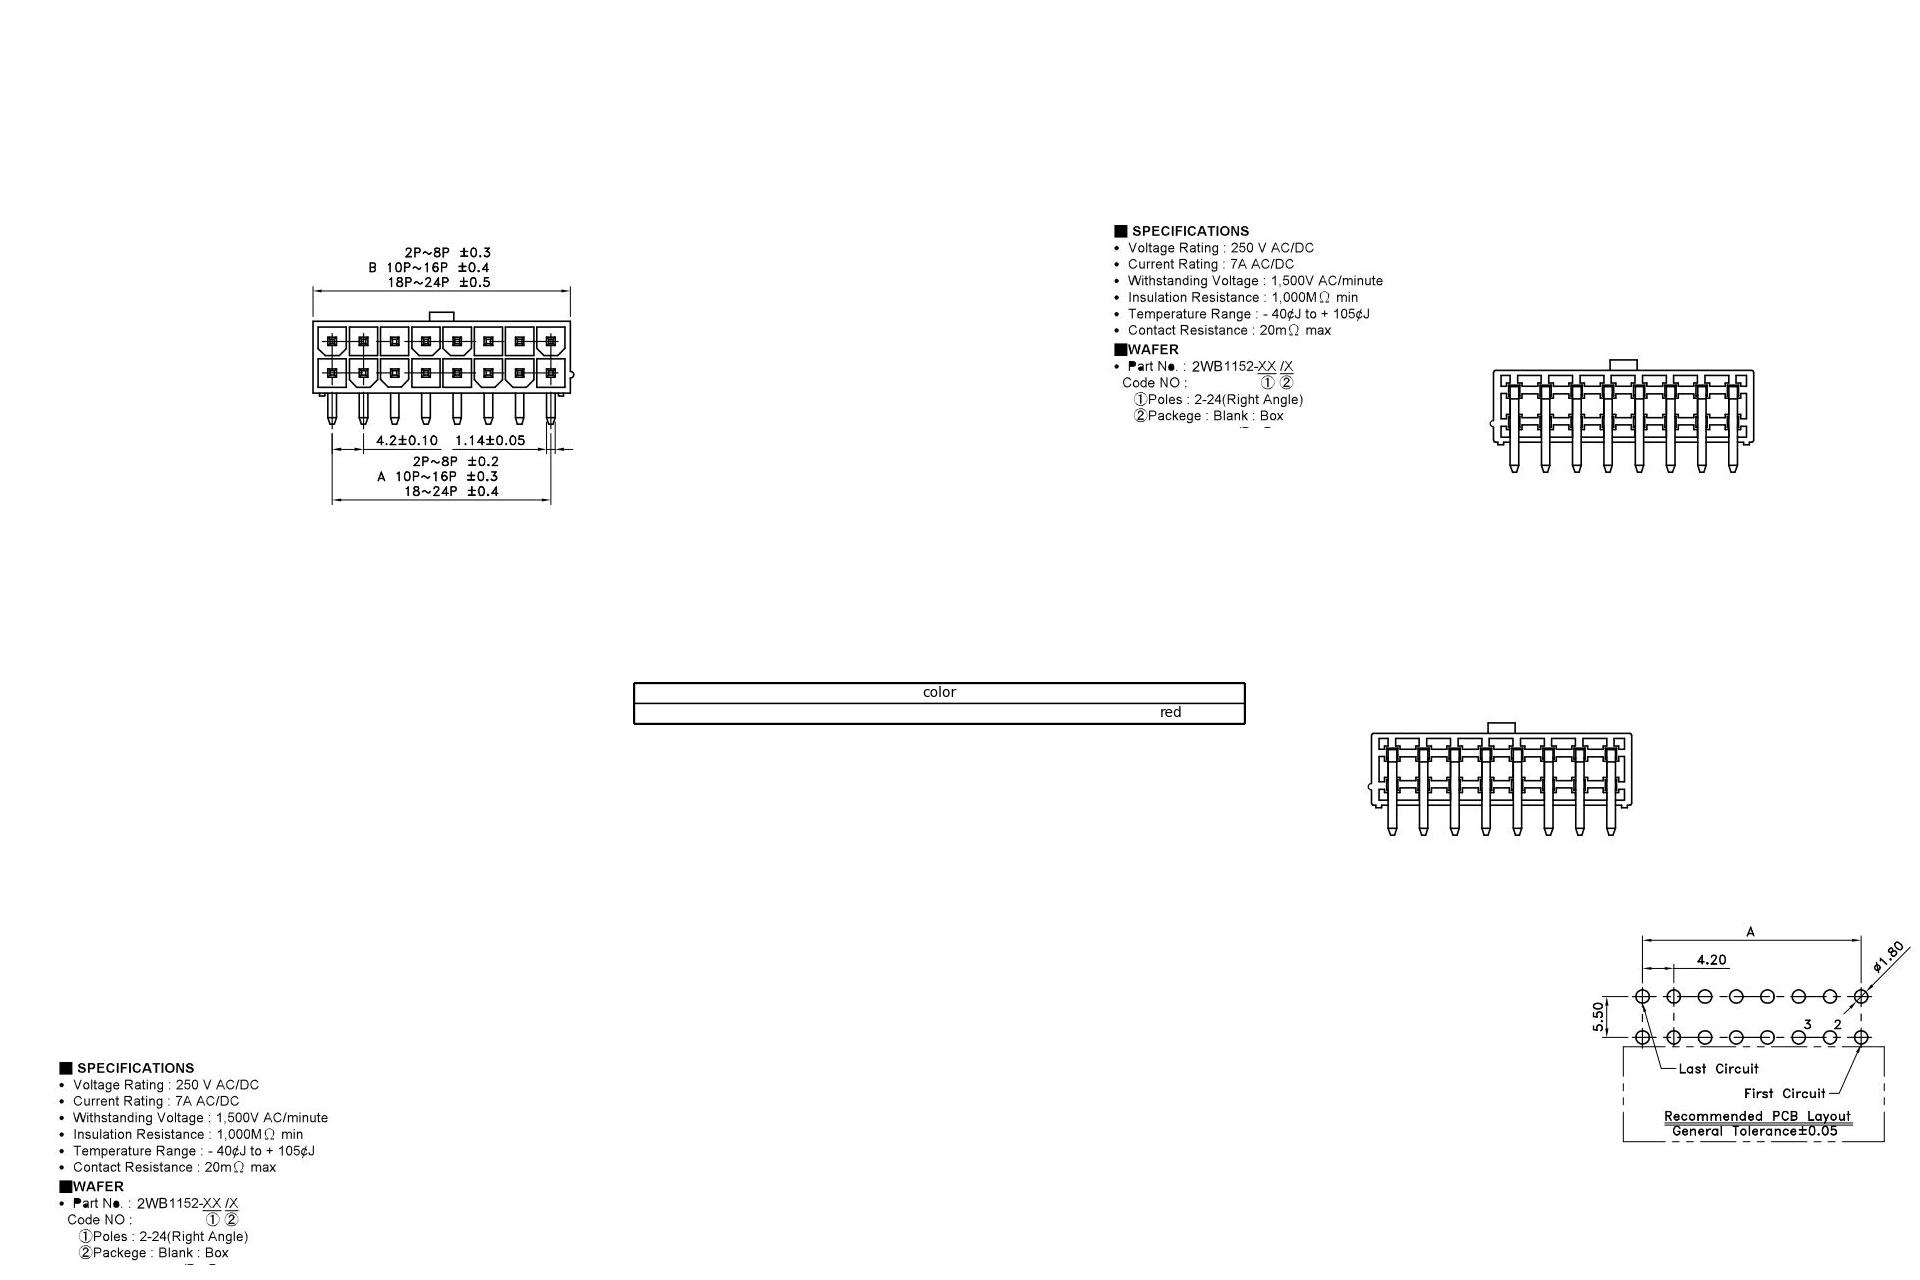 2P~8P ±0.3
B 10P~16P ±0.4
18P~24P ±0.5
4.2±0.10 1.14±0.05
2P~8P ±0.2
A 10P~16P ±0.3
18~24P ±0.4
■ SPECIFICATIONS
• Voltage Rating : 250 V AC/DC
• Current Rating : 7A AC/DC
• Withstanding Voltage : 1,500V AC/minute
• Insulation Resistance : 1,000MΩ min
• Temperature Range : - 40¢J to + 105¢J
• Contact Resistance : 20mΩ max
■WAFER
• Part No. : 2WB1152-XX /X
Code NO : ① ②
①Poles : 2-24(Right Angle)
②Packege : Blank : Box
color
red
A
4.20
ø1.80
5.50
3 2
Last Circuit
First Circuit
Recommended PCB Layout
General Tolerance±0.05
■ SPECIFICATIONS
• Voltage Rating : 250 V AC/DC
• Current Rating : 7A AC/DC
• Withstanding Voltage : 1,500V AC/minute
• Insulation Resistance : 1,000MΩ min
• Temperature Range : - 40¢J to + 105¢J
• Contact Resistance : 20mΩ max
■WAFER
• Part No. : 2WB1152-XX /X
Code NO : ① ②
①Poles : 2-24(Right Angle)
②Packege : Blank : Box